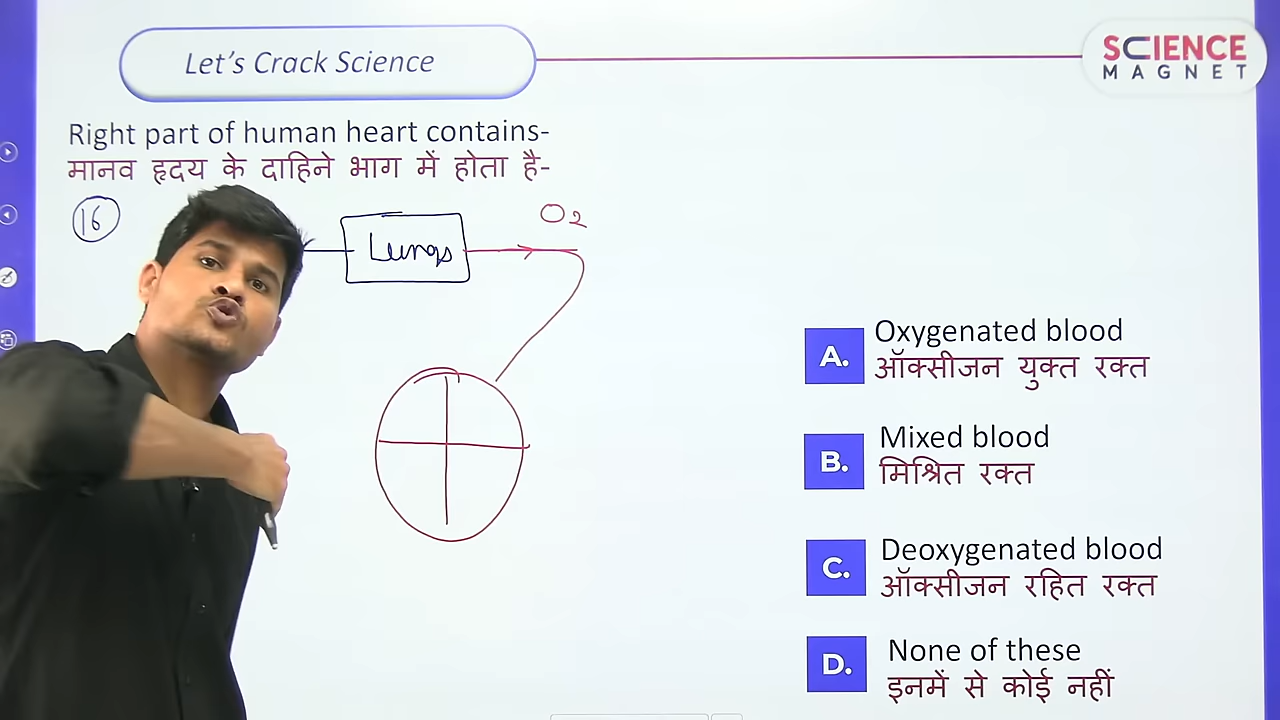 Let's Crack Science
SCIENCE
MAGNET
Right part of human heart contains-
मानव हृदय के दाहिने भाग में होता है-
16
Lungs
O2
A.
Oxygenated blood
ऑक्सीजन युक्त रक्त
B.
Mixed blood
मिश्रित रक्त
C.
Deoxygenated blood
ऑक्सीजन रहित रक्त
D.
None of these
इनमें से कोई नहीं